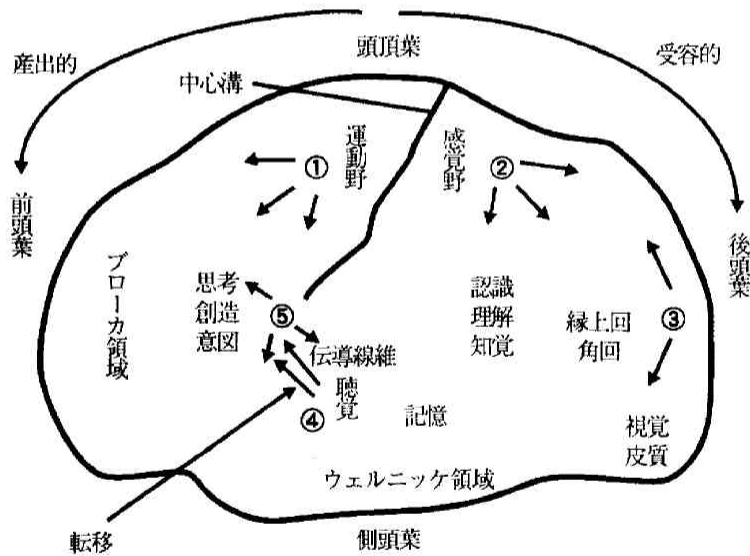 頭頂葉
産出的
受容的
中心溝
運動野
感覚野
①
②
前頭葉
後頭葉
ブローカ領域
思考
創造
意図
⑤
認識
理解
知覚
縁上回
角回
③
伝導線維
聴覚
④
記憶
視覚
皮質
ウェルニッケ領域
転移
側頭葉